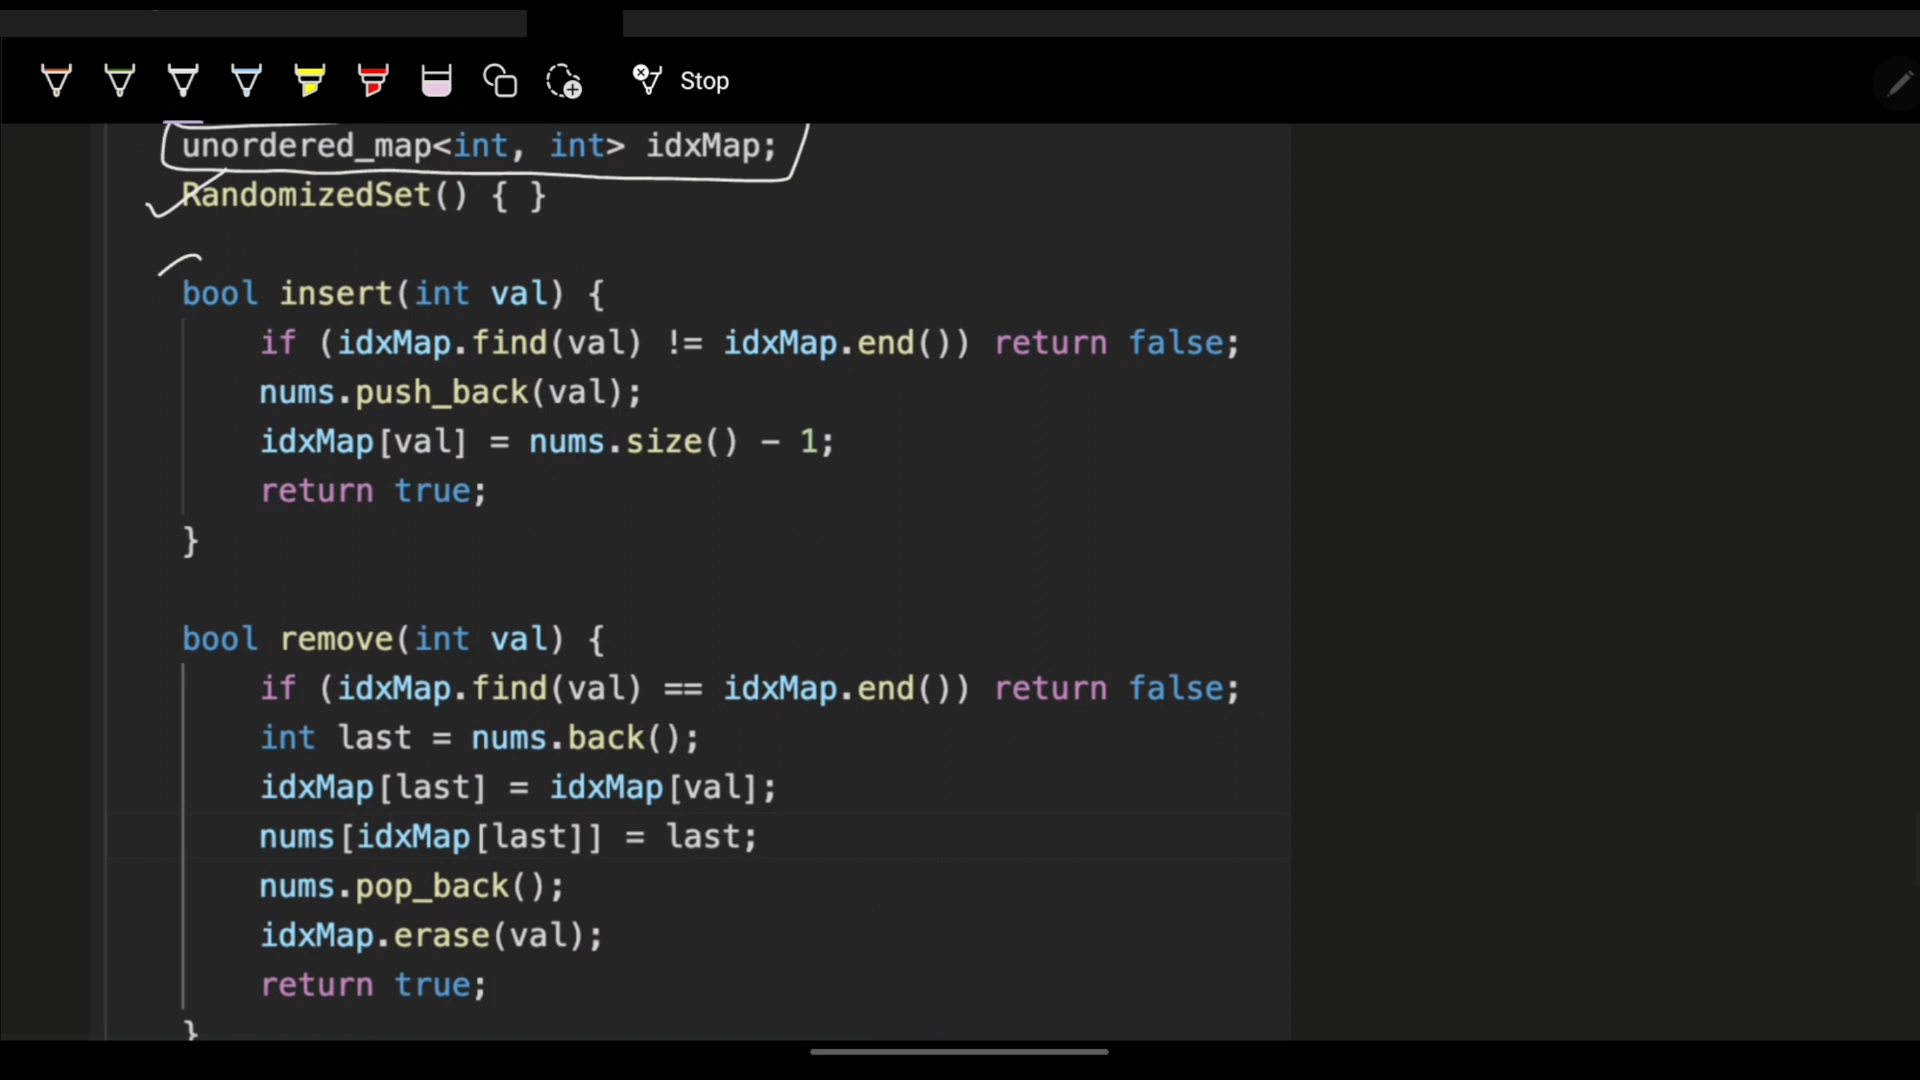 Stop
unordered_map<int, int> idxMap;
RandomizedSet() { }
bool insert(int val) {
if (idxMap.find(val) != idxMap.end()) return false;
nums.push_back(val);
idxMap[val] = nums.size() - 1;
return true;
}
bool remove(int val) {
if (idxMap.find(val) == idxMap.end()) return false;
int last = nums.back();
idxMap[last] = idxMap[val];
nums[idxMap[last]] = last;
nums.pop_back();
idxMap.erase(val);
return true;
}